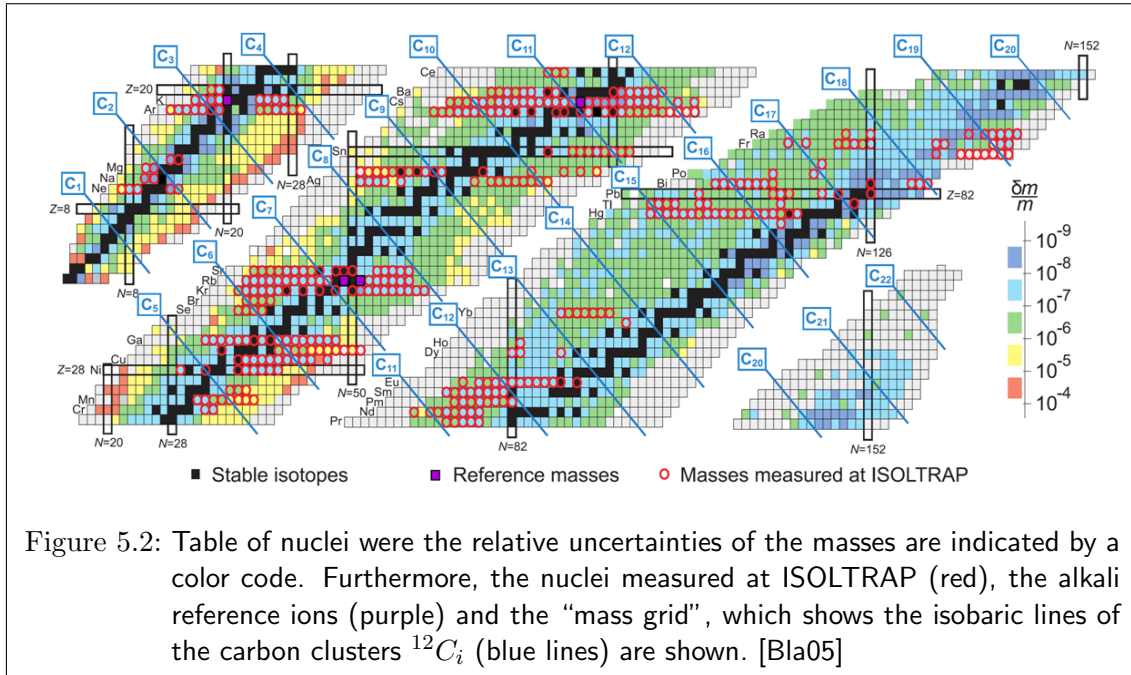 C₃
C₄
C₁₀
C₁₁
C₁₂
C₁₉
C₂₀
N=152
Ce
Z=20
K
Ar
Ba
Cs
C₁₈
Z=20
C₂
C₉
C₁₇
C₁₆
Ra
Fr
Sn
Mg
Na
Ne
C₁
C₈
Ag
N=28
C₁₅
Po
Bi
Pb
Tl
Hg
Z=82
δm
m
Z=8
N=20
C₇
C₁₄
N=126
10⁻⁹
10⁻⁸
10⁻⁷
10⁻⁶
10⁻⁵
10⁻⁴
N=8
C₆
Sr
Rb
Kr
Br
Se
C₁₃
C₂₂
C₅
C₁₂
Yb
C₂₁
Ga
Cu
Z=28
Ni
C₁₁
Ho
Dy
C₂₀
Mn
Cr
N=50
Eu
Sm
Pm
Nd
Pr
N=20
N=28
N=82
N=152
Stable isotopes
Reference masses
Masses measured at ISOLTRAP
Figure 5.2: Table of nuclei were the relative uncertainties of the masses are indicated by a
color code. Furthermore, the nuclei measured at ISOLTRAP (red), the alkali
reference ions (purple) and the “mass grid”, which shows the isobaric lines of
the carbon clusters ¹²Cᵢ (blue lines) are shown. [Bla05]